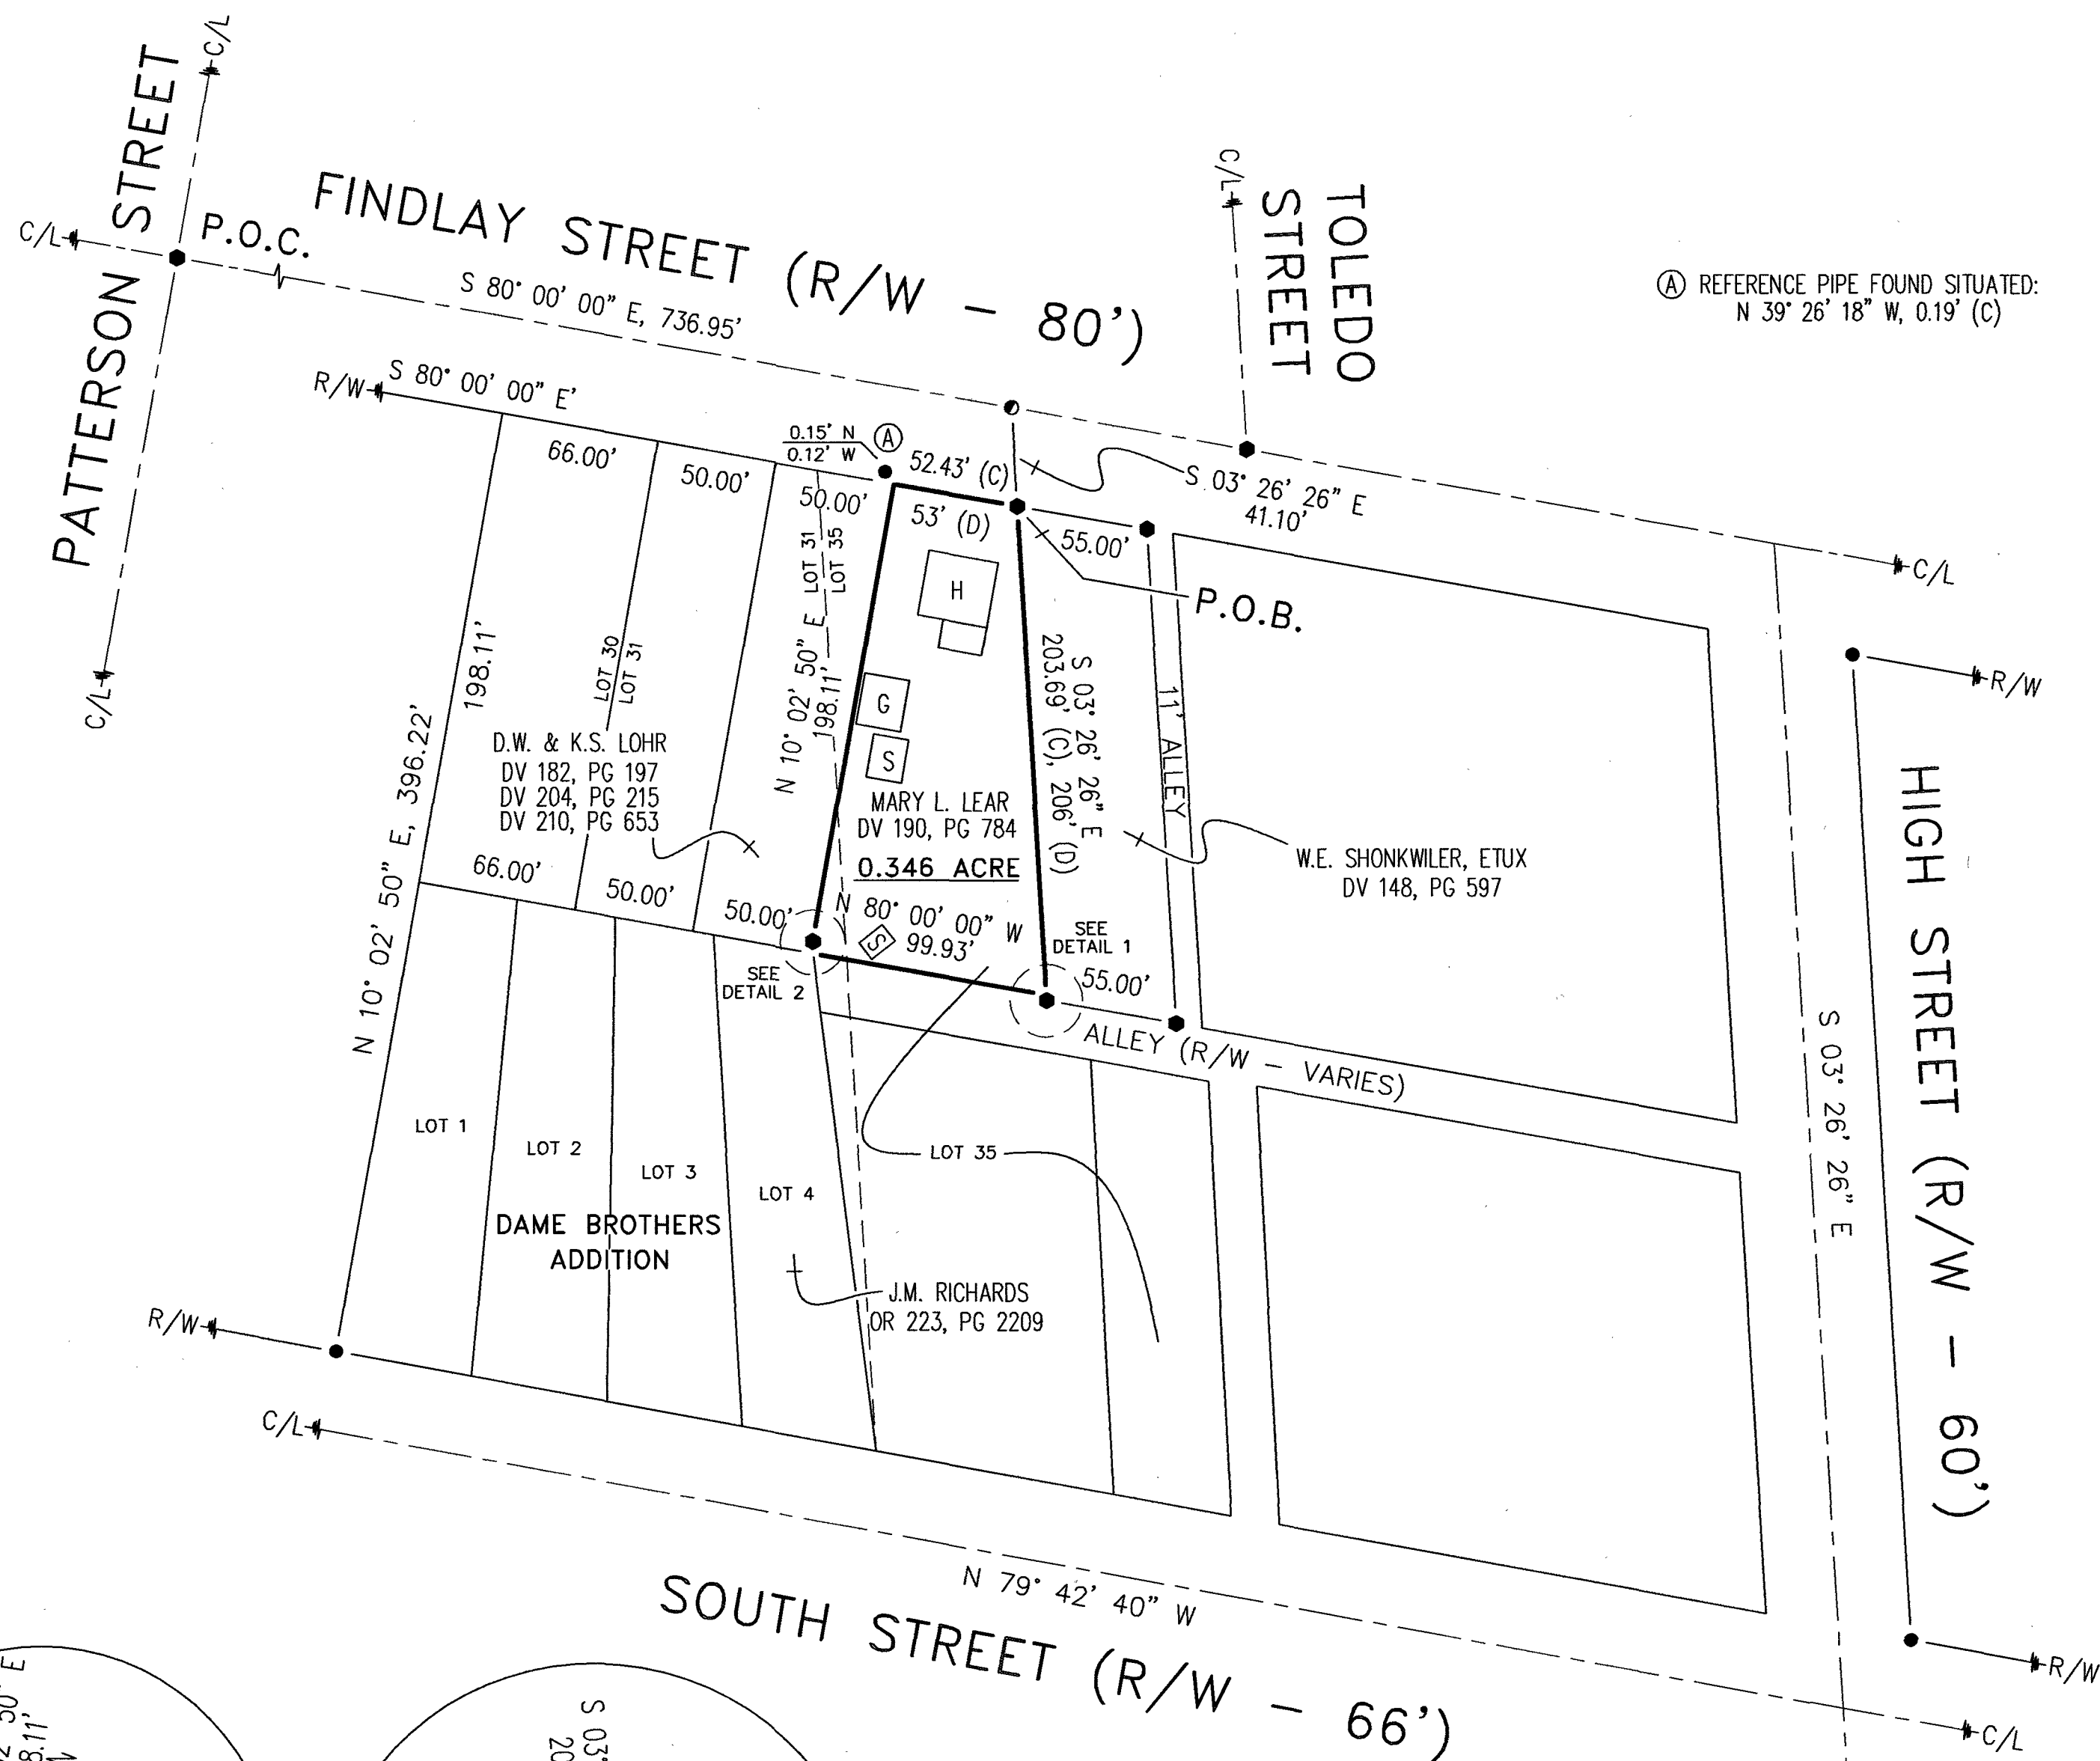 C/L
PATTERSON STREET
C/L
P.O.C.
FINDLAY STREET (R/W - 80')
S 80° 00' 00" E, 736.95'
C/L
TOLEDO
STREET
Ⓐ REFERENCE PIPE FOUND SITUATED:
N 39° 26' 18" W, 0.19' (C)
R/W
S 80° 00' 00" E'
66.00'
50.00'
50.00'
0.15' N
0.12' W
Ⓐ
52.43' (C)
53' (D)
S 03° 26' 26" E
41.10'
55.00'
P.O.B.
C/L
C/L
R/W
H
G
S
LOT 31
LOT 35
LOT 30
LOT 31
198.11'
N 10° 02' 50" E, 396.22'
N 10° 02' 50" E
198.11'
S 03° 26' 26" E
203.69' (C), 206' (D)
11' ALLEY
D.W. & K.S. LOHR
DV 182, PG 197
DV 204, PG 215
DV 210, PG 653
MARY L. LEAR
DV 190, PG 784
0.346 ACRE
W.E. SHONKWILER, ETUX
DV 148, PG 597
66.00'
50.00'
50.00'
N 80° 00' 00" W
S 99.93'
SEE
DETAIL 1
55.00'
SEE
DETAIL 2
ALLEY (R/W - VARIES)
HIGH STREET (R/W - 60')
S 03° 26' 26" E
LOT 1
LOT 2
LOT 3
LOT 4
LOT 35
DAME BROTHERS
ADDITION
J.M. RICHARDS
OR 223, PG 2209
R/W
C/L
N 79° 42' 40" W
SOUTH STREET (R/W - 66')
R/W
C/L
50" E
8.11'
S 03°
20